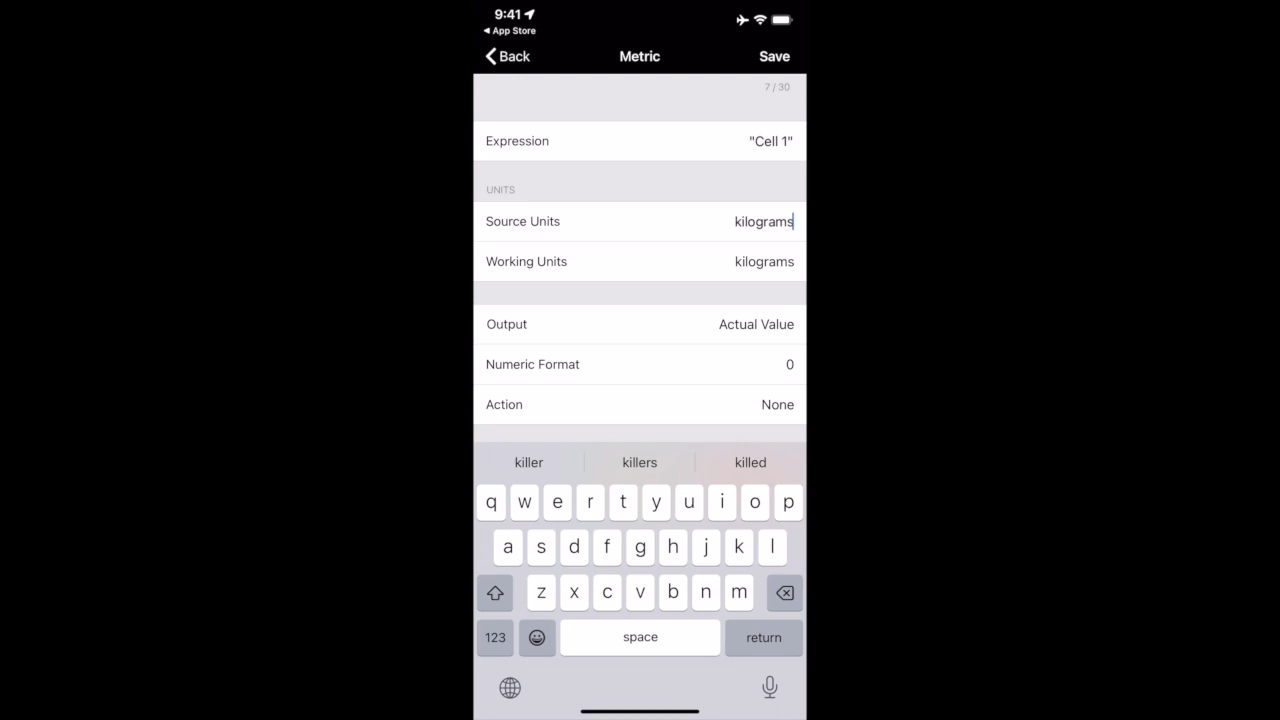 9:41
App Store
Back Metric Save
7 / 30
Expression "Cell 1"
UNITS
Source Units kilograms
Working Units kilograms
Output Actual Value
Numeric Format 0
Action None
killer killers killed
q w e r t y u i o p
a s d f g h j k l
z x c v b n m
123 space return